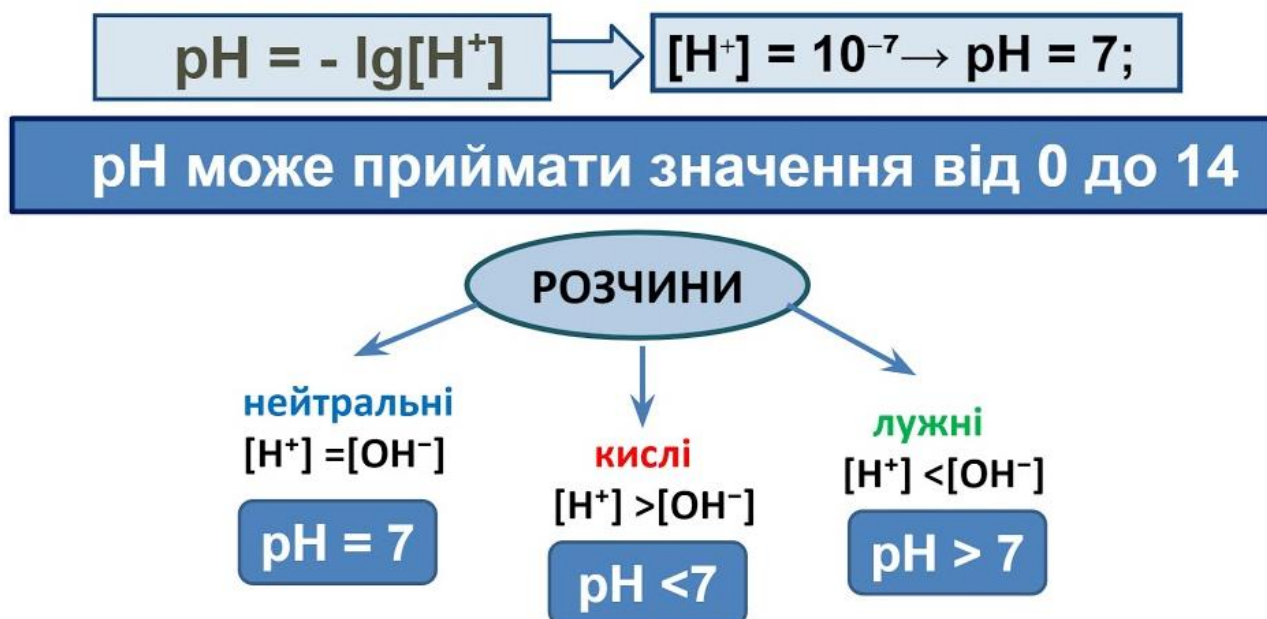 pH = - lg[H⁺]
[H⁺] = 10⁻⁷→ pH = 7;
pH може приймати значення від 0 до 14
РОЗЧИНИ
нейтральні
[H⁺] =[OH⁻]
pH = 7
кислі
[H⁺] >[OH⁻]
pH <7
лужні
[H⁺] <[OH⁻]
pH > 7